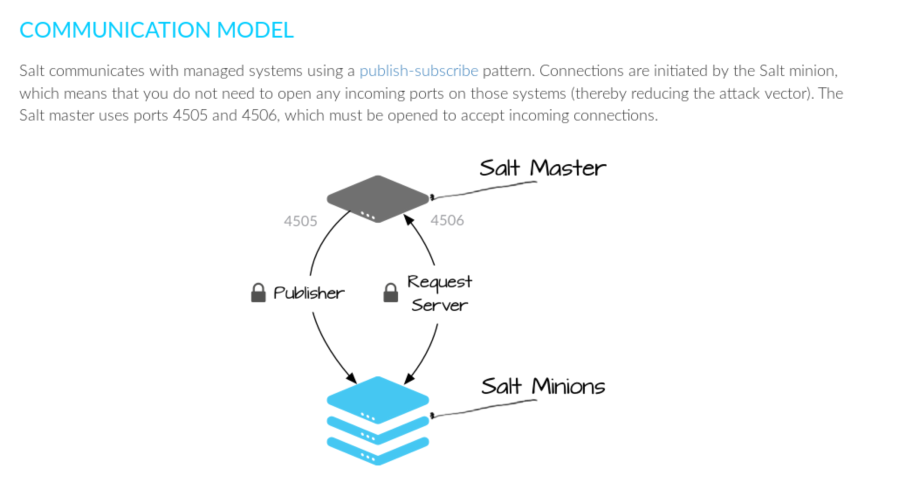 COMMUNICATION MODEL
Salt communicates with managed systems using a publish-subscribe pattern. Connections are initiated by the Salt minion,
which means that you do not need to open any incoming ports on those systems (thereby reducing the attack vector). The
Salt master uses ports 4505 and 4506, which must be opened to accept incoming connections.
Salt Master
4505
4506
Publisher
Request
Server
Salt Minions